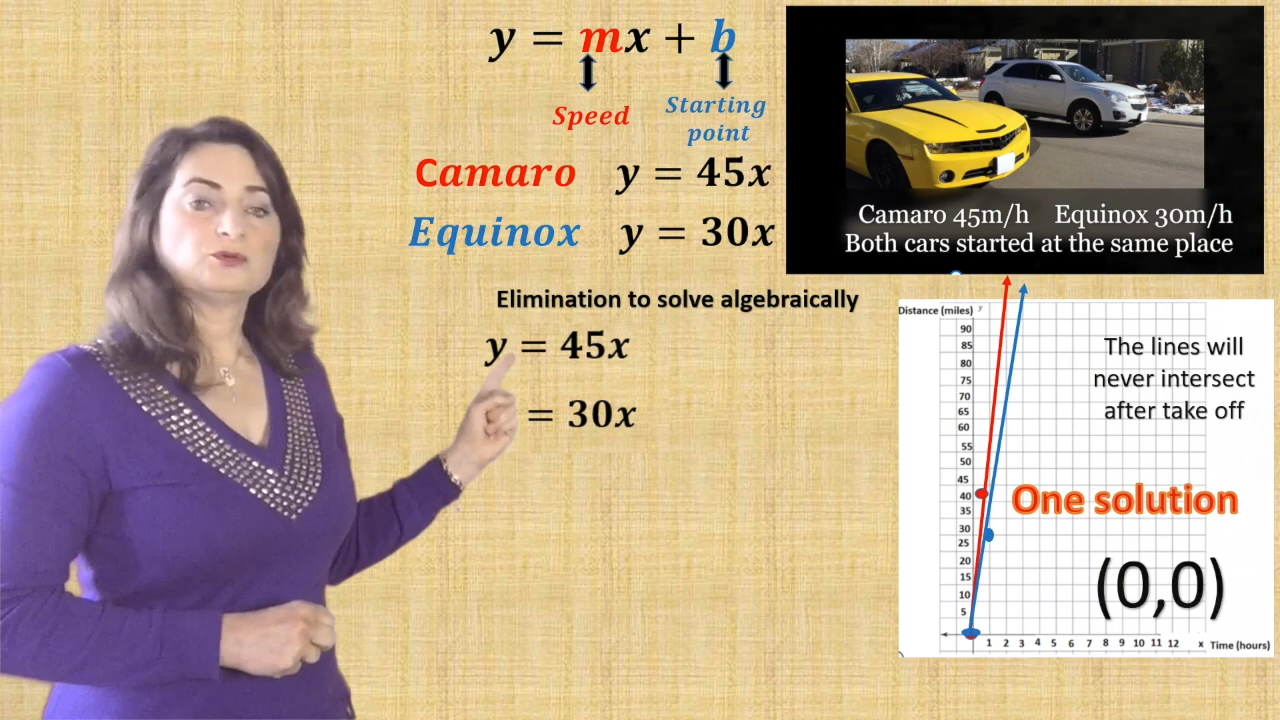 y = mx + b
Speed
Starting
point
Camaro y = 45x
Equinox y = 30x
Camaro 45m/h Equinox 30m/h
Both cars started at the same place
Elimination to solve algebraically
y = 45x
= 30x
Distance (miles) y
The lines will
never intersect
after take off
One solution
(0,0)
90
85
80
75
70
65
60
55
50
45
40
35
30
25
20
15
10
5
1 2 3 4 5 6 7 8 9 10 11 12 x Time (hours)